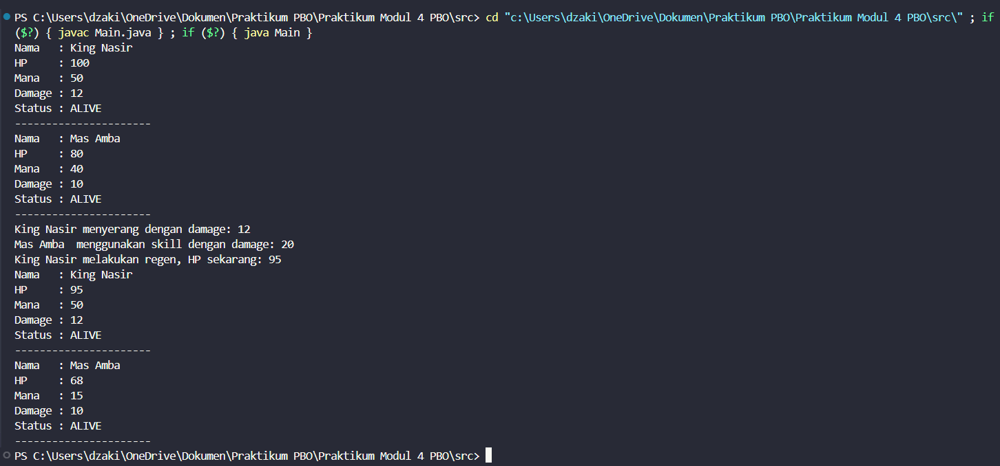 PS C:\Users\dzaki\OneDrive\Dokumen\Praktikum PBO\Praktikum Modul 4 PBO\src> cd "c:\Users\dzaki\OneDrive\Dokumen\Praktikum PBO\Praktikum Modul 4 PBO\src\" ; if
($?) { javac Main.java } ; if ($?) { java Main }
Nama   : King Nasir
HP     : 100
Mana   : 50
Damage : 12
Status : ALIVE
----------------------
Nama   : Mas Amba
HP     : 80
Mana   : 40
Damage : 10
Status : ALIVE
----------------------
King Nasir menyerang dengan damage: 12
Mas Amba  menggunakan skill dengan damage: 20
King Nasir melakukan regen, HP sekarang: 95
Nama   : King Nasir
HP     : 95
Mana   : 50
Damage : 12
Status : ALIVE
----------------------
Nama   : Mas Amba
HP     : 68
Mana   : 15
Damage : 10
Status : ALIVE
----------------------
PS C:\Users\dzaki\OneDrive\Dokumen\Praktikum PBO\Praktikum Modul 4 PBO\src>